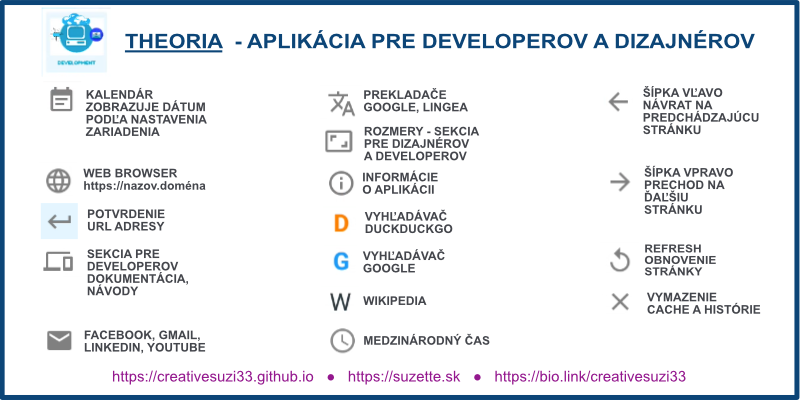 DEVELOPMENT
THEORIA - APLIKÁCIA PRE DEVELOPEROV A DIZAJNÉROV
KALENDÁR
ZOBRAZUJE DÁTUM
PODĽA NASTAVENIA
ZARIADENIA
WEB BROWSER
https://nazov.doména
POTVRDENIE
URL ADRESY
SEKCIA PRE
DEVELOPEROV
DOKUMENTÁCIA,
NÁVODY
FACEBOOK, GMAIL,
LINKEDIN, YOUTUBE
PREKLADAČE
GOOGLE, LINGEA
ROZMERY - SEKCIA
PRE DIZAJNÉROV
A DEVELOPEROV
INFORMÁCIE
O APLIKÁCII
D VYHĽADÁVAČ
DUCKDUCKGO
G VYHĽADÁVAČ
GOOGLE
W WIKIPEDIA
MEDZINÁRODNÝ ČAS
ŠÍPKA VĽAVO
NÁVRAT NA
PREDCHÁDZAJÚCU
STRÁNKU
ŠÍPKA VPRAVO
PRECHOD NA
ĎAĽŠIU
STRÁNKU
REFRESH
OBNOVENIE
STRÁNKY
VYMAZENIE
CACHE A HISTÓRIE
https://creativesuzi33.github.io ● https://suzette.sk ● https://bio.link/creativesuzi33